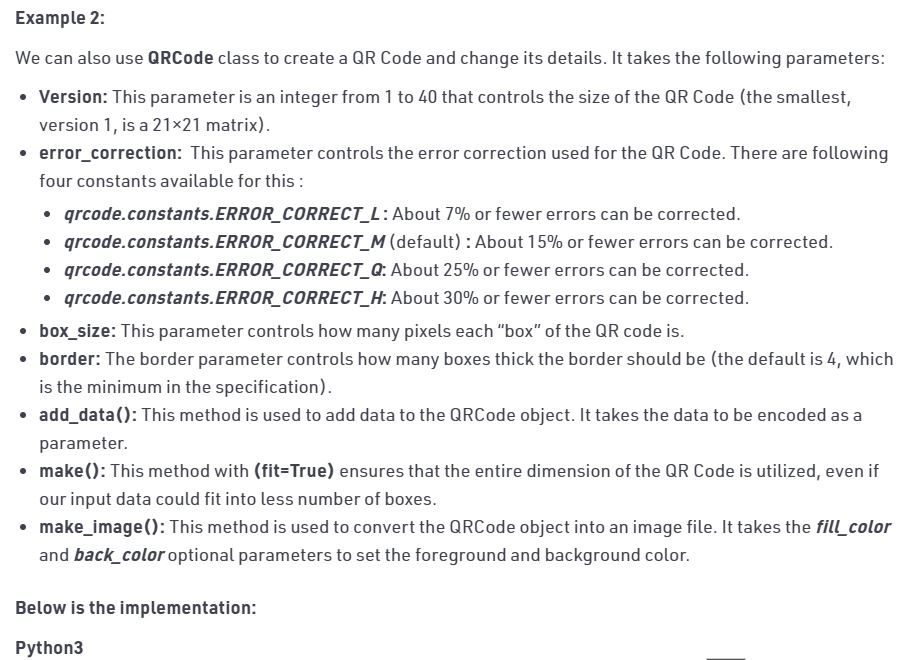 Example 2:
We can also use QRCode class to create a QR Code and change its details. It takes the following parameters:
• Version: This parameter is an integer from 1 to 40 that controls the size of the QR Code (the smallest,
version 1, is a 21×21 matrix).
• error_correction:  This parameter controls the error correction used for the QR Code. There are following
four constants available for this :
• qrcode.constants.ERROR_CORRECT_L : About 7% or fewer errors can be corrected.
• qrcode.constants.ERROR_CORRECT_M (default) : About 15% or fewer errors can be corrected.
• qrcode.constants.ERROR_CORRECT_Q: About 25% or fewer errors can be corrected.
• qrcode.constants.ERROR_CORRECT_H: About 30% or fewer errors can be corrected.
• box_size: This parameter controls how many pixels each “box” of the QR code is.
• border: The border parameter controls how many boxes thick the border should be (the default is 4, which
is the minimum in the specification).
• add_data(): This method is used to add data to the QRCode object. It takes the data to be encoded as a
parameter.
• make(): This method with (fit=True) ensures that the entire dimension of the QR Code is utilized, even if
our input data could fit into less number of boxes.
• make_image(): This method is used to convert the QRCode object into an image file. It takes the fill_color
and back_color optional parameters to set the foreground and background color.
Below is the implementation:
Python3